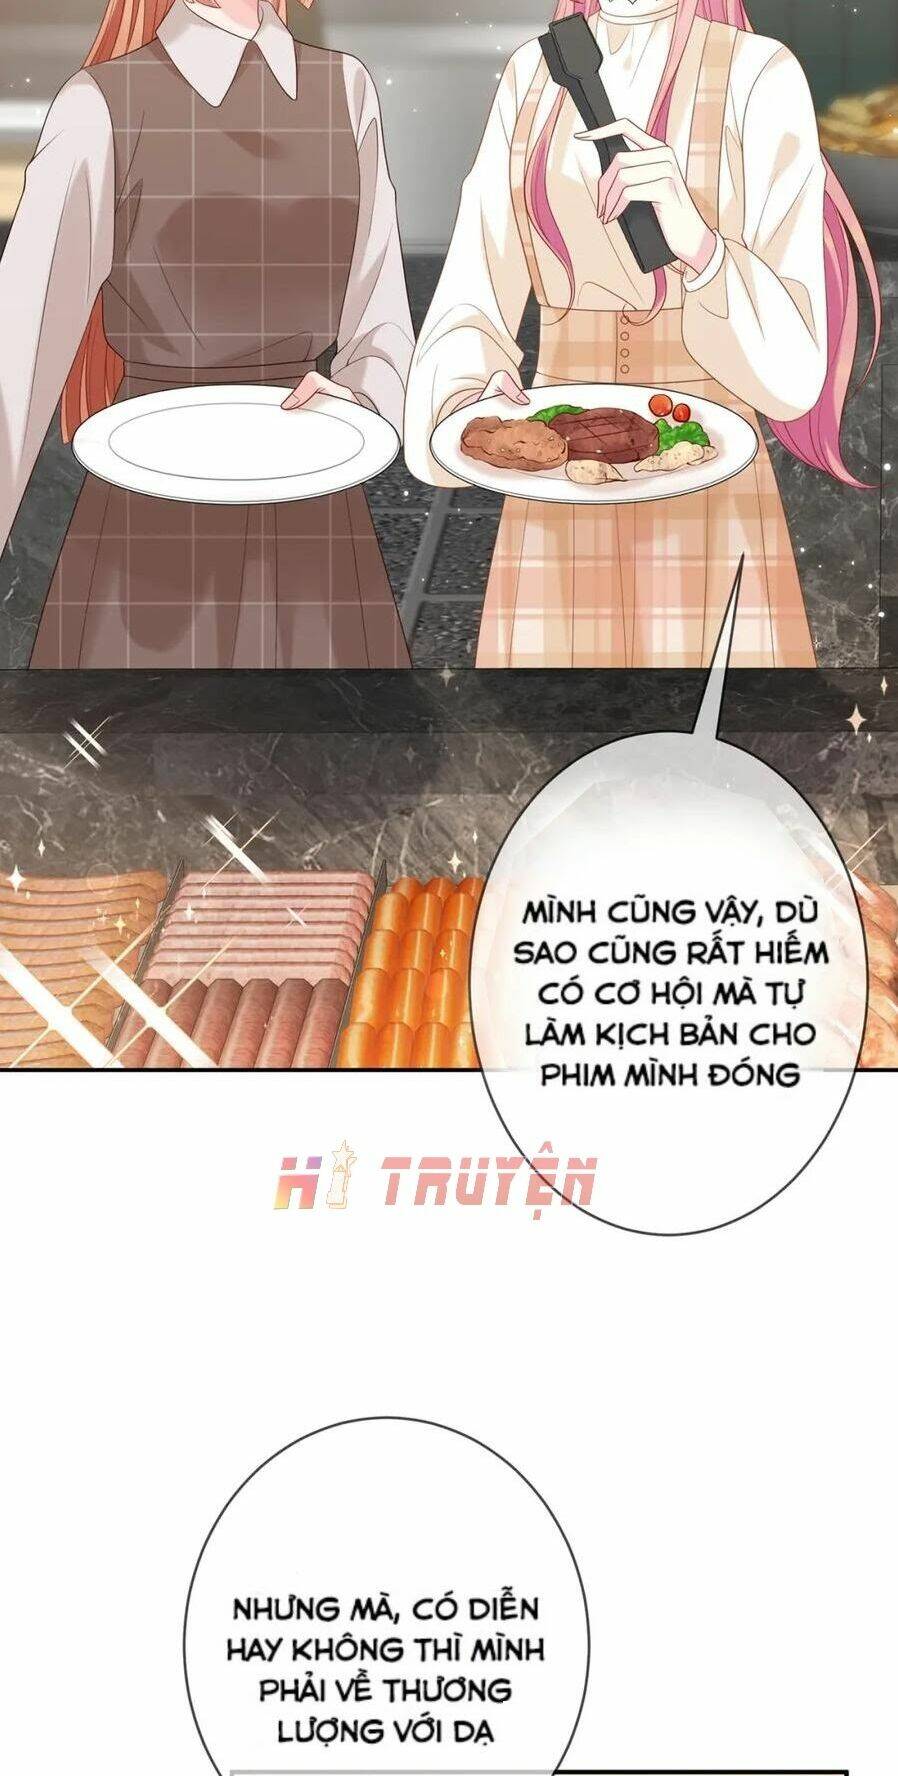 MÌNH CŨNG VẬY, DÙ
SAO CŨNG RẤT HIẾM
CÓ CƠ HỘI MÀ TỰ
LÀM KỊCH BẢN CHO
PHIM MÌNH ĐÓNG
HI TRUYỆN
NHƯNG MÀ, CÓ DIỄN
HAY KHÔNG THÌ MÌNH
PHẢI VỀ THƯƠNG
LƯỢNG VỚI DẠ